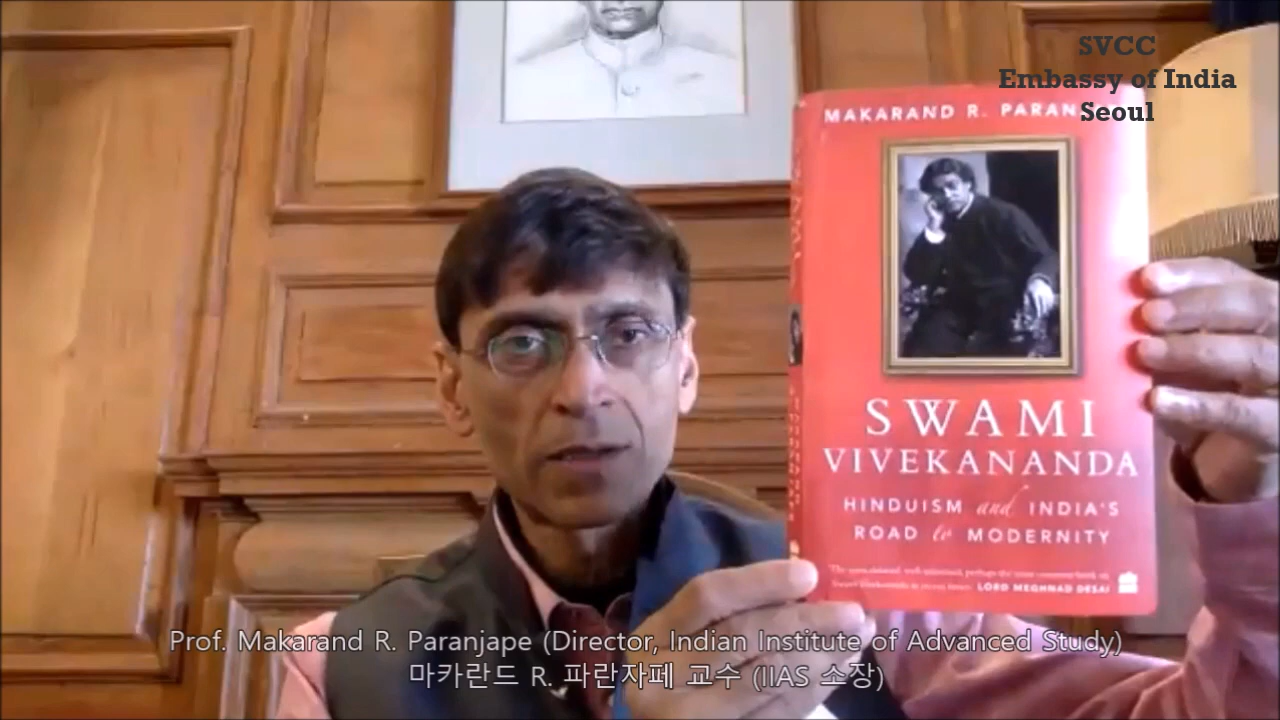 SVCC
Embassy of India
Seoul
MAKARAND R. PARAN
SWAMI
VIVEKANANDA
HINDUISM and INDIA'S
ROAD to MODERNITY
LORD MEGHNAD DESAI
Prof. Makarand R. Paranjape (Director, Indian Institute of Advanced Study)
마카란드 R. 파란자페 교수 (IIAS 소장)